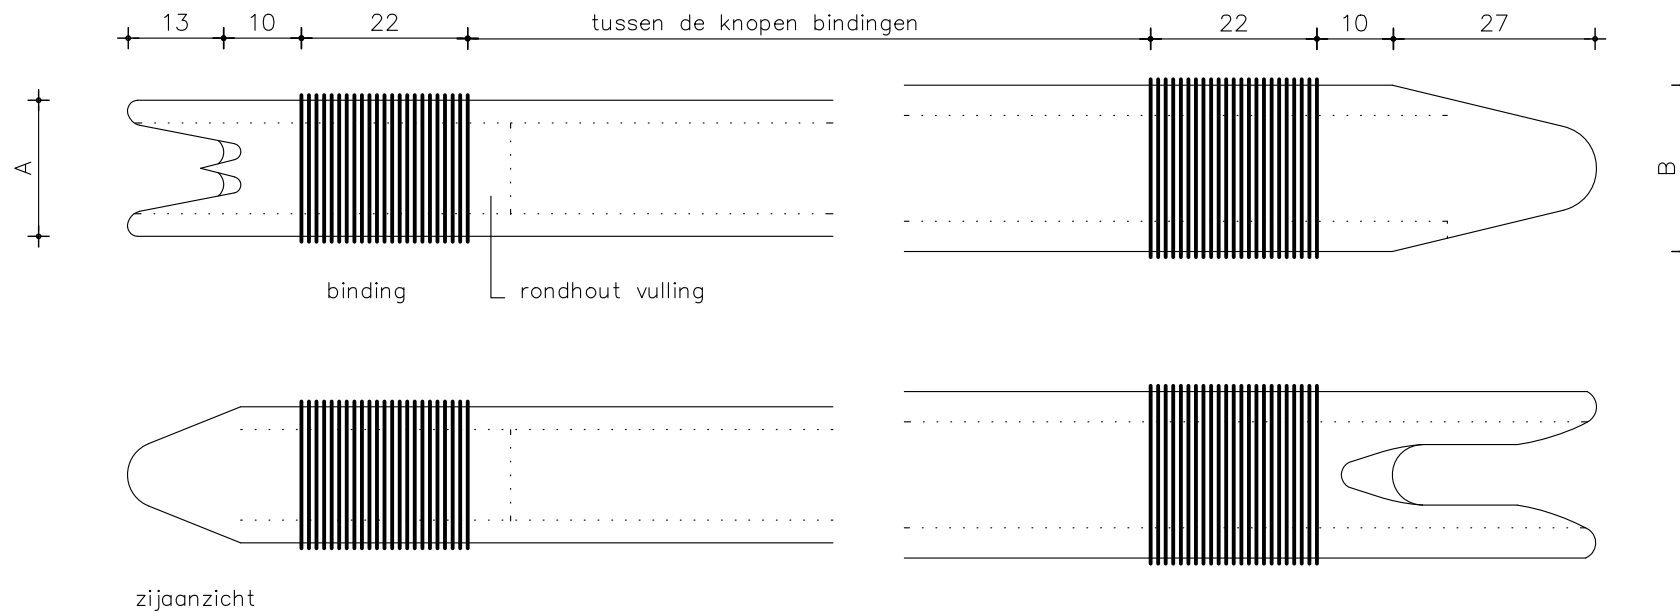 13 10 22 tussen de knopen bindingen 22 10 27
A
B
binding
rondhout vulling
zijaanzicht